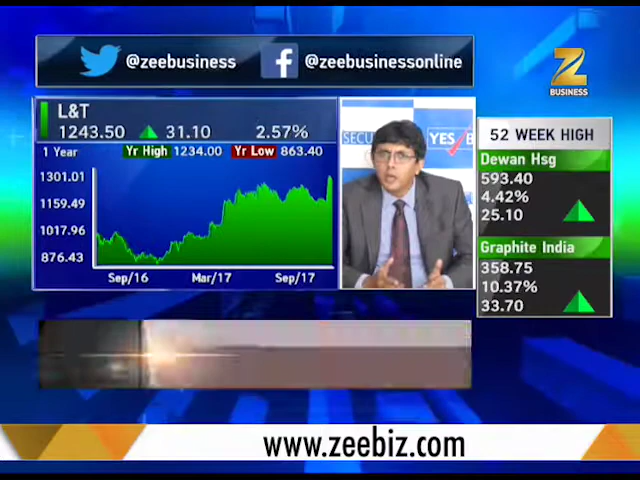 @zeebusiness
@zeebusinessonline
BUSINESS
L&T
1243.50 31.10 2.57%
1 Year Yr High 1234.00 Yr Low 863.40
1301.01
1159.49
1017.96
876.43
Sep/16 Mar/17 Sep/17
SECU
YES
52 WEEK HIGH
Dewan Hsg
593.40
4.42%
25.10
Graphite India
358.75
10.37%
33.70
www.zeebiz.com